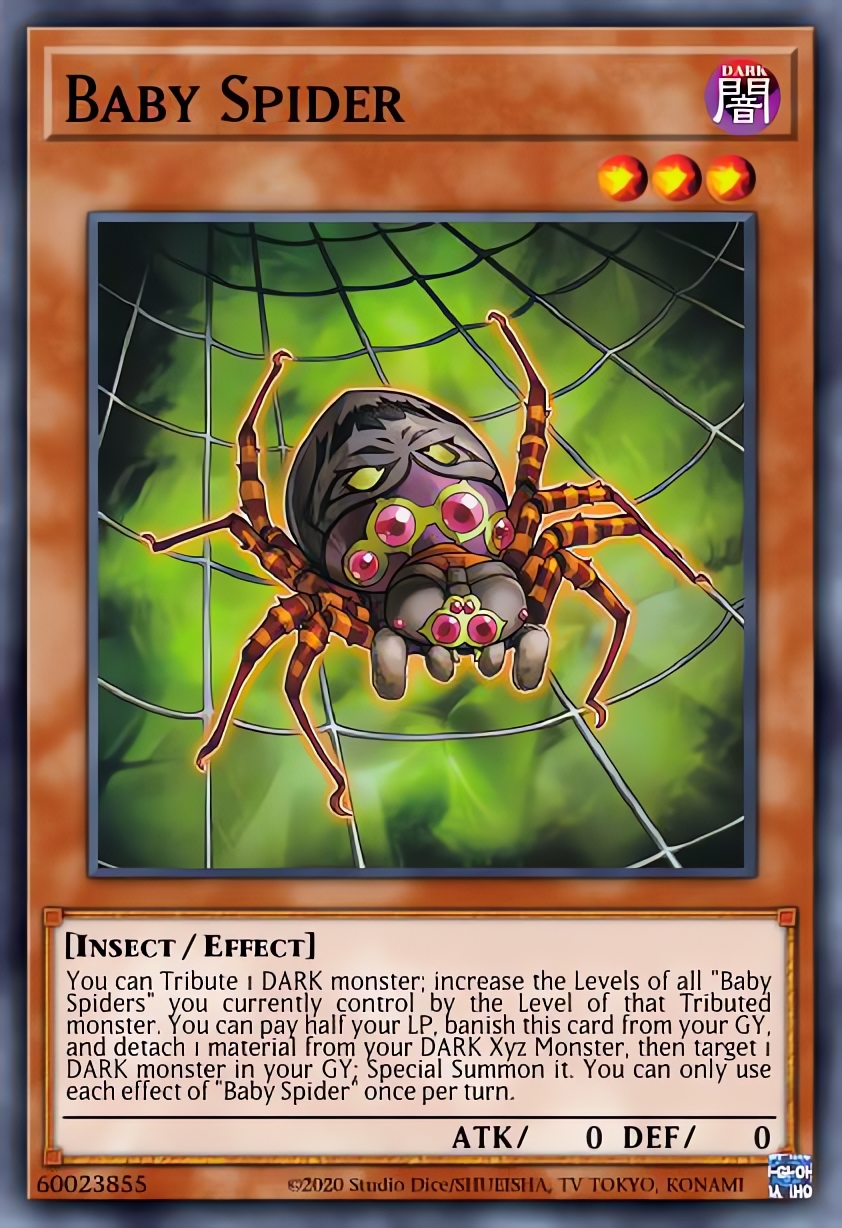 BABY SPIDER
DARK
闇
[INSECT / EFFECT]
You can Tribute 1 DARK monster; increase the Levels of all "Baby
Spiders" you currently control by the Level of that Tributed
monster. You can pay half your LP, banish this card from your GY,
and detach 1 material from your DARK Xyz Monster, then target 1
DARK monster in your GY; Special Summon it. You can only use
each effect of "Baby Spider" once per turn.
ATK/ 0 DEF/ 0
60023855 ©2020 Studio Dice/SHUEISHA, TV TOKYO, KONAMI